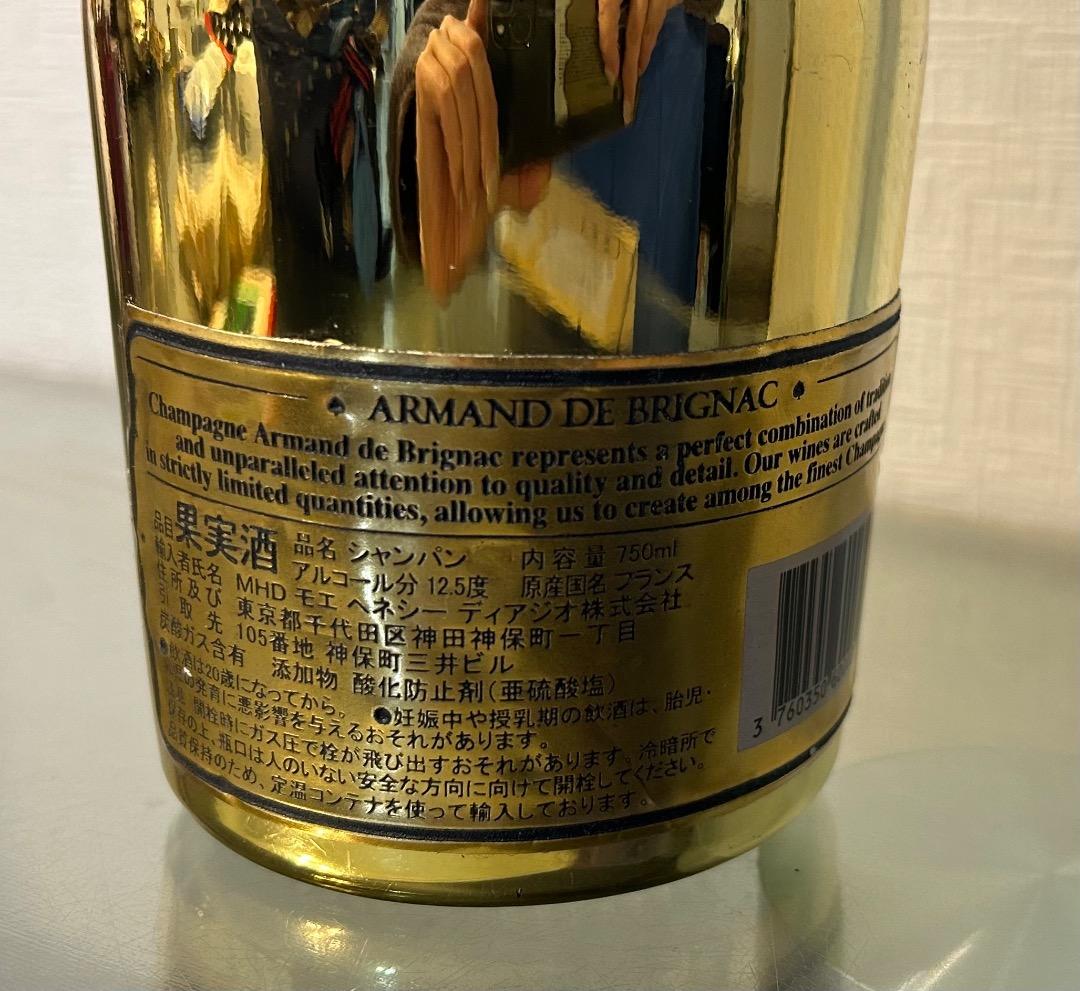 ♠ ARMAND DE BRIGNAC ♠
Champagne Armand de Brignac represents a perfect combination of
and unparalleled attention to quality and detail. Our wines are crafted
in strictly limited quantities, allowing us to create among the finest
品目 果実酒 品名 シャンパン 内容量 750ml
アルコール分 12.5度 原産国名 フランス
輸入者氏名 MHD モエ ヘネシー ディアジオ株式会社
住所及び 東京都千代田区神田神保町一丁目
引取先 105番地 神保町三井ビル
炭酸ガス含有 添加物 酸化防止剤(亜硫酸塩)
●飲酒は20歳になってから。 ●妊娠中や授乳期の飲酒は、胎児・
の発育に悪影響を与えるおそれがあります。
開栓時にガス圧で栓が飛び出すおそれがあります。冷暗所で
の上、瓶口は人のいない安全な方向に向けて開栓してください。
品質保持のため、定温コンテナを使って輸入しております。
3 760350